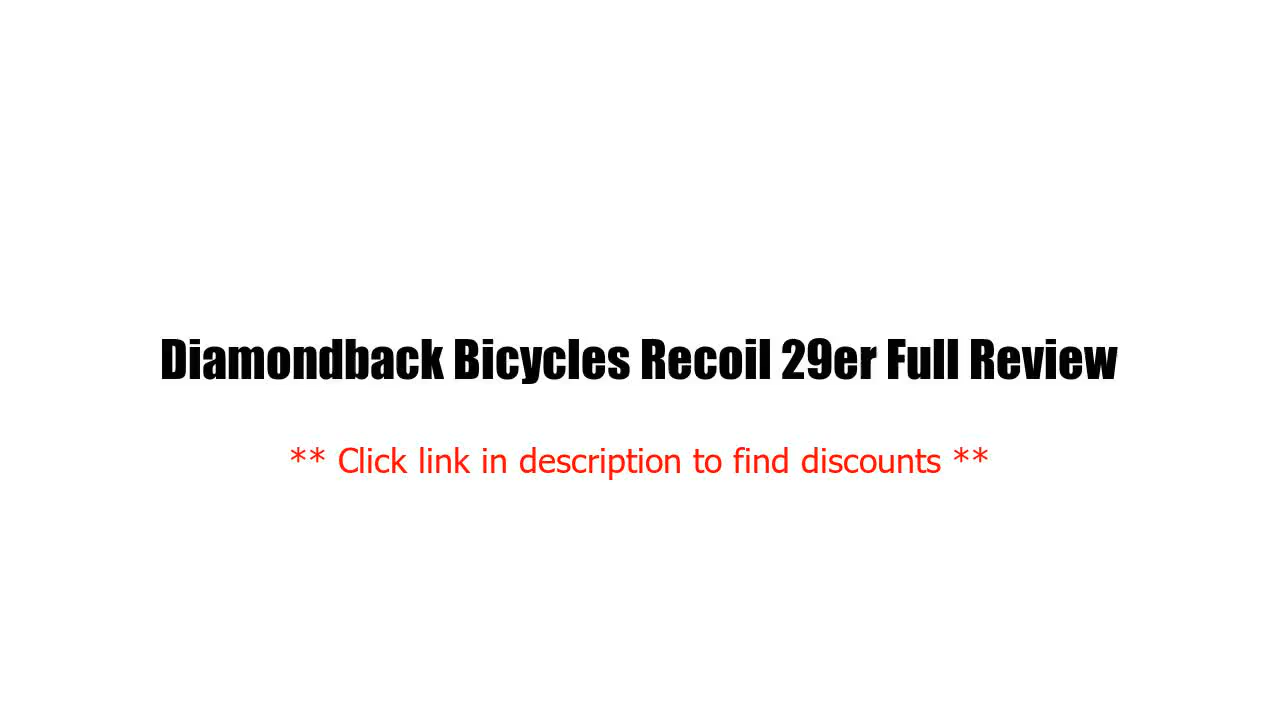 Diamondback Bicycles Recoil 29er Full Review
** Click link in description to find discounts **